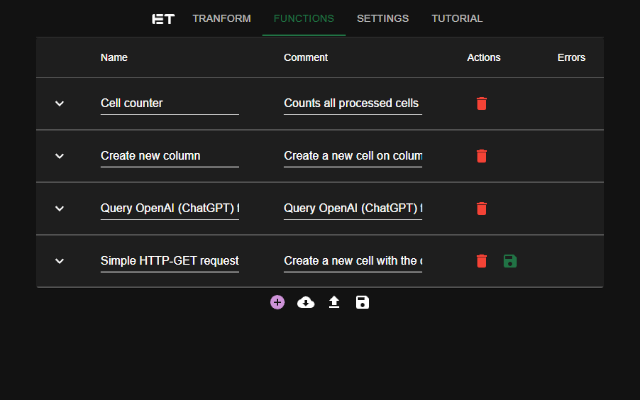 ET TRANFORM FUNCTIONS SETTINGS TUTORIAL
Name Comment Actions Errors
Cell counter Counts all processed cells
Create new column Create a new cell on colum
Query OpenAI (ChatGPT) f Query OpenAI (ChatGPT) f
Simple HTTP-GET request Create a new cell with the c